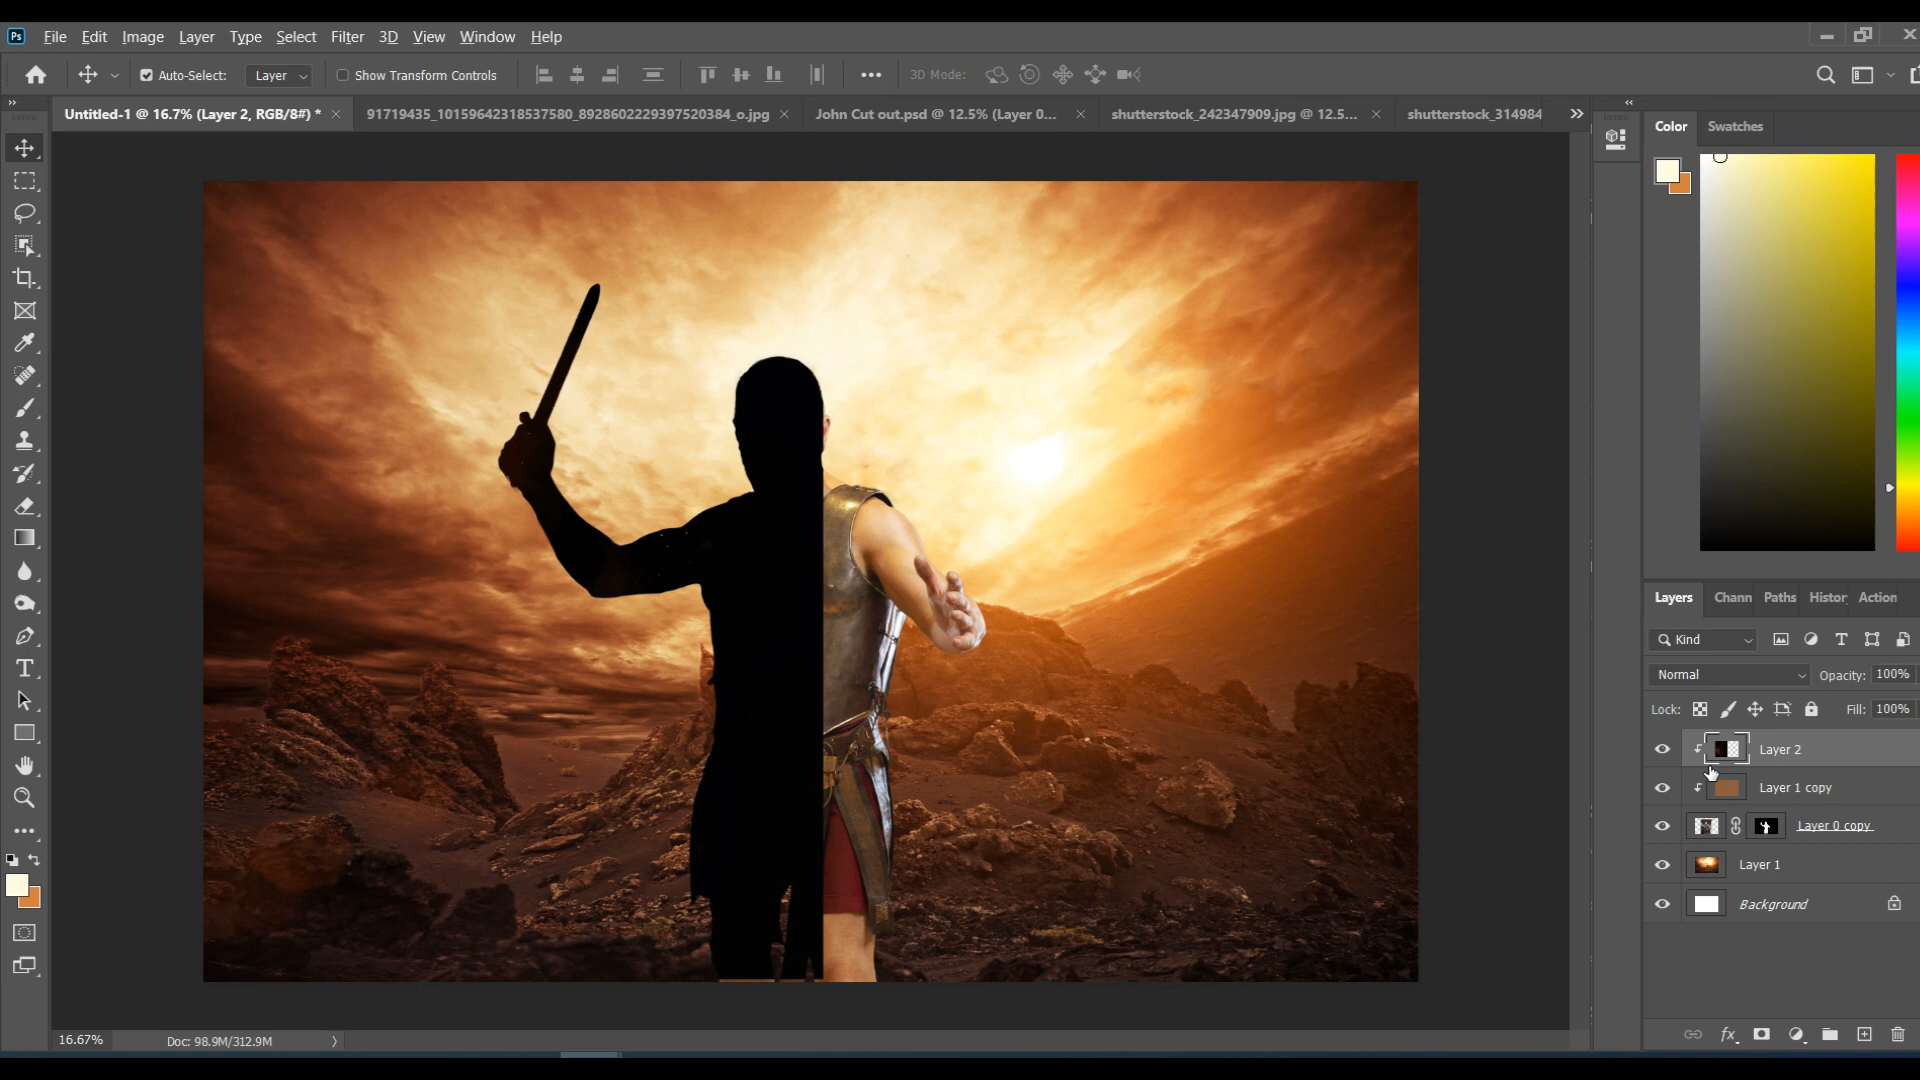 Ps File Edit Image Layer Type Select Filter 3D View Window Help
Auto-Select: Layer Show Transform Controls 3D Mode:
Untitled-1 @ 16.7% (Layer 2, RGB/8#) * 91719435_10159642318537580_8928602229397520384_o.jpg John Cut out.psd @ 12.5% (Layer 0... shutterstock_242347909.jpg @ 12.5... shutterstock_314984
Color Swatches
Layers Chann Paths Histor Action
Kind
Normal Opacity: 100%
Lock: Fill: 100%
Layer 2
Layer 1 copy
Layer 0 copy
Layer 1
Background
16.67% Doc: 98.9M/312.9M